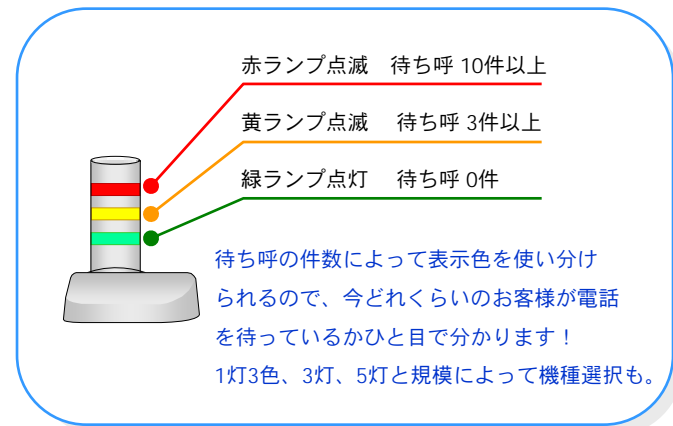 赤ランプ点滅　待ち呼 10件以上
黄ランプ点滅　待ち呼 3件以上
緑ランプ点灯　待ち呼 0件
待ち呼の件数によって表示色を使い分け
られるので、今どれくらいのお客様が電話
を待っているかひと目で分かります！
1灯3色、3灯、5灯と規模によって機種選択も。